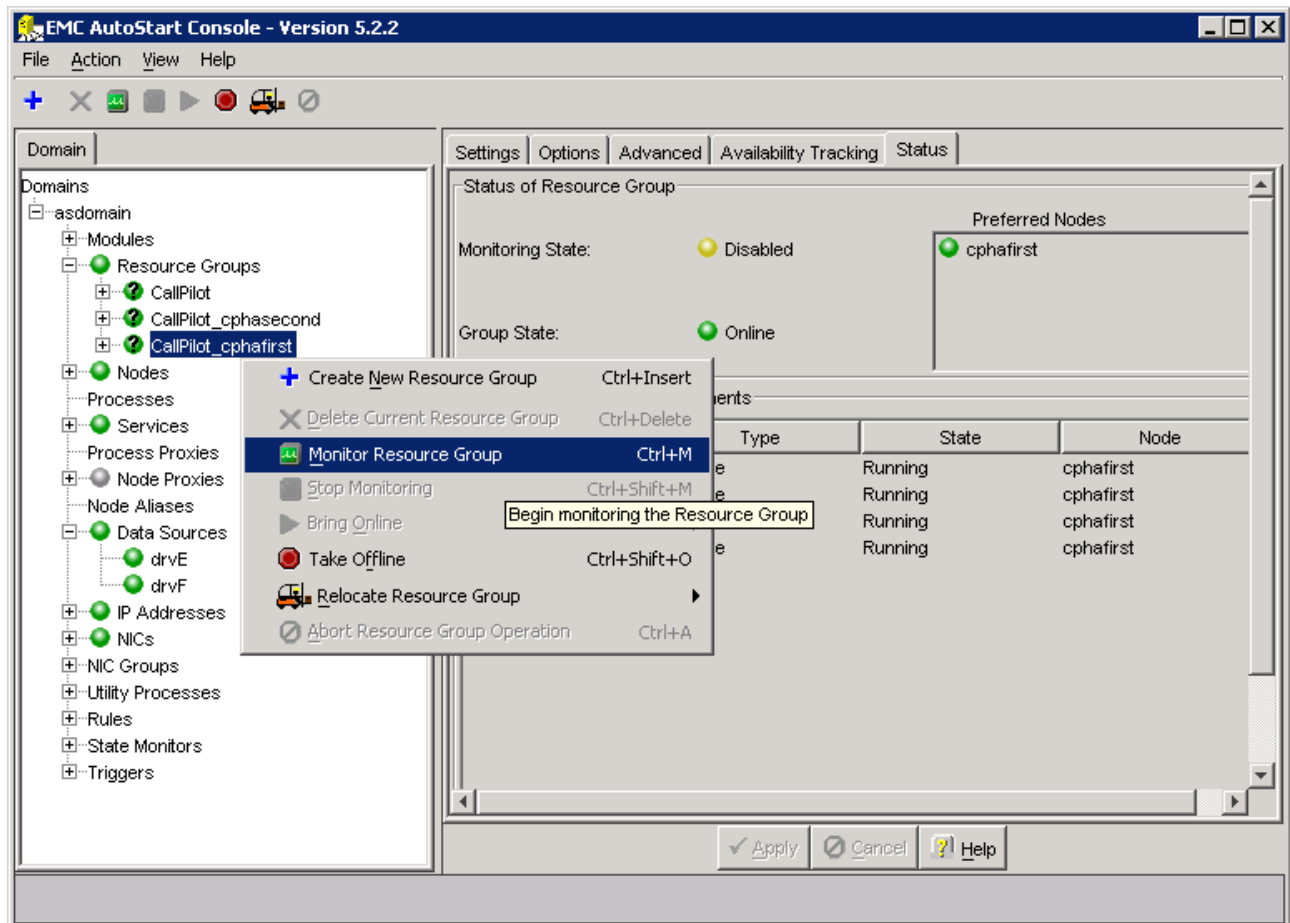 EMC AutoStart Console - Version 5.2.2
File Action View Help
Domain
Settings Options Advanced Availability Tracking Status
Domains
asdomain
Modules
Resource Groups
CallPilot
CallPilot_cphasecond
CallPilot_cphafirst
Nodes
Processes
Services
Process Proxies
Node Proxies
Node Aliases
Data Sources
drvE
drvF
IP Addresses
NICs
NIC Groups
Utility Processes
Rules
State Monitors
Triggers
Create New Resource Group Ctrl+Insert
Delete Current Resource Group Ctrl+Delete
Monitor Resource Group Ctrl+M
Stop Monitoring Ctrl+Shift+M
Begin monitoring the Resource Group
Bring Online
Take Offline Ctrl+Shift+O
Relocate Resource Group
Abort Resource Group Operation Ctrl+A
Status of Resource Group
Preferred Nodes
Monitoring State: Disabled
cphafirst
Group State: Online
Type State Node
Running cphafirst
Running cphafirst
Running cphafirst
Running cphafirst
Apply Cancel Help